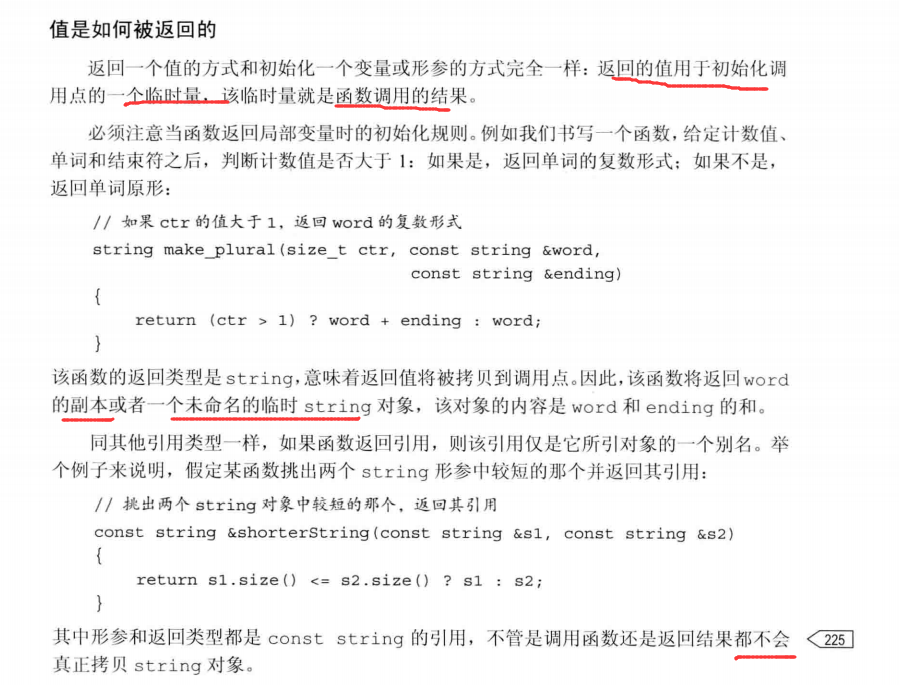 值是如何被返回的
返回一个值的方式和初始化一个变量或形参的方式完全一样：返回的值用于初始化调
用点的一个临时量，该临时量就是函数调用的结果。
必须注意当函数返回局部变量时的初始化规则。例如我们书写一个函数，给定计数值、
单词和结束符之后，判断计数值是否大于 1：如果是，返回单词的复数形式；如果不是，
返回单词原形：
// 如果 ctr 的值大于 1，返回 word 的复数形式
string make_plural(size_t ctr, const string &word,
const string &ending)
{
return (ctr > 1) ? word + ending : word;
}
该函数的返回类型是 string，意味着返回值将被拷贝到调用点。因此，该函数将返回 word
的副本或者一个未命名的临时 string 对象，该对象的内容是 word 和 ending 的和。
同其他引用类型一样，如果函数返回引用，则该引用仅是它所引对象的一个别名。举
个例子来说明，假定某函数挑出两个 string 形参中较短的那个并返回其引用：
// 挑出两个 string 对象中较短的那个，返回其引用
const string &shorterString(const string &s1, const string &s2)
{
return s1.size() <= s2.size() ? s1 : s2;
}
其中形参和返回类型都是 const string 的引用，不管是调用函数还是返回结果都不会
225
真正拷贝 string 对象。